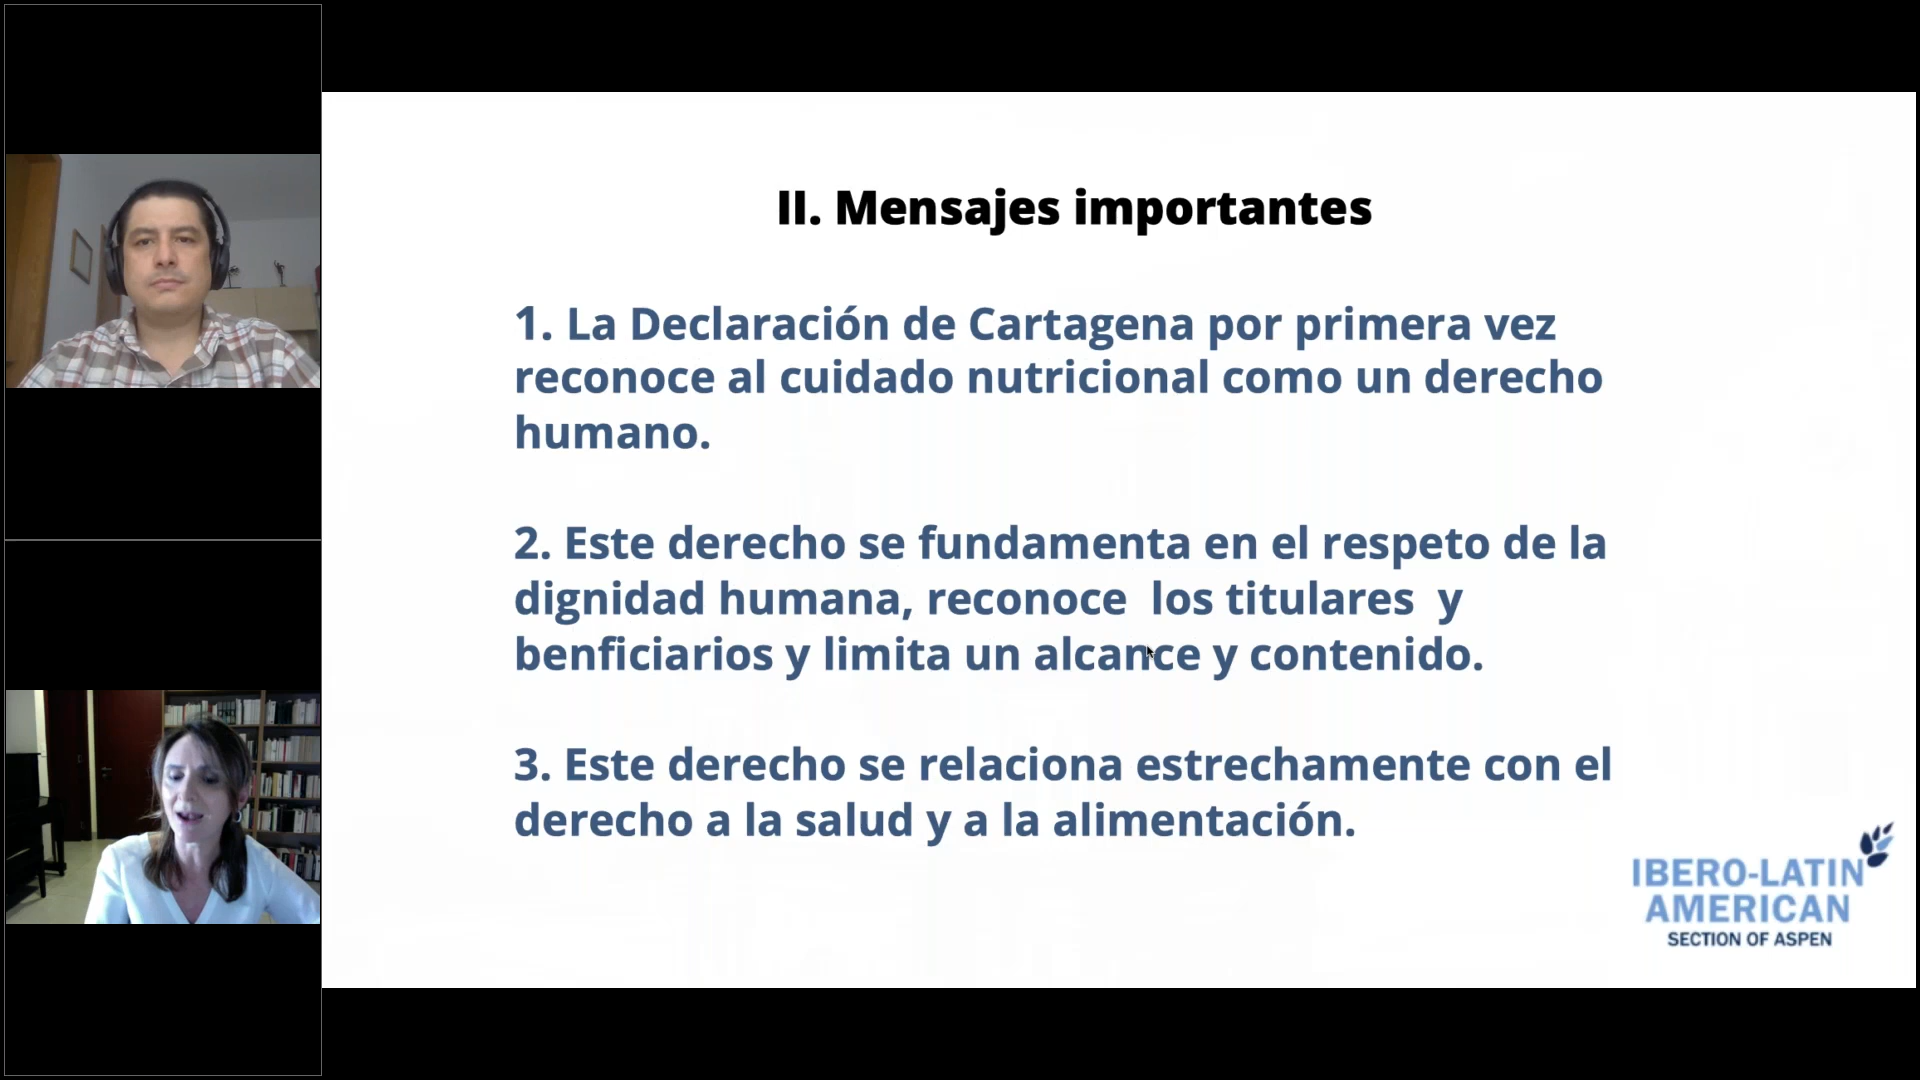 II. Mensajes importantes
1. La Declaración de Cartagena por primera vez
reconoce al cuidado nutricional como un derecho
humano.
2. Este derecho se fundamenta en el respeto de la
dignidad humana, reconoce  los titulares  y
benficiarios y limita un alcance y contenido.
3. Este derecho se relaciona estrechamente con el
derecho a la salud y a la alimentación.
IBERO-LATIN
AMERICAN
SECTION OF ASPEN